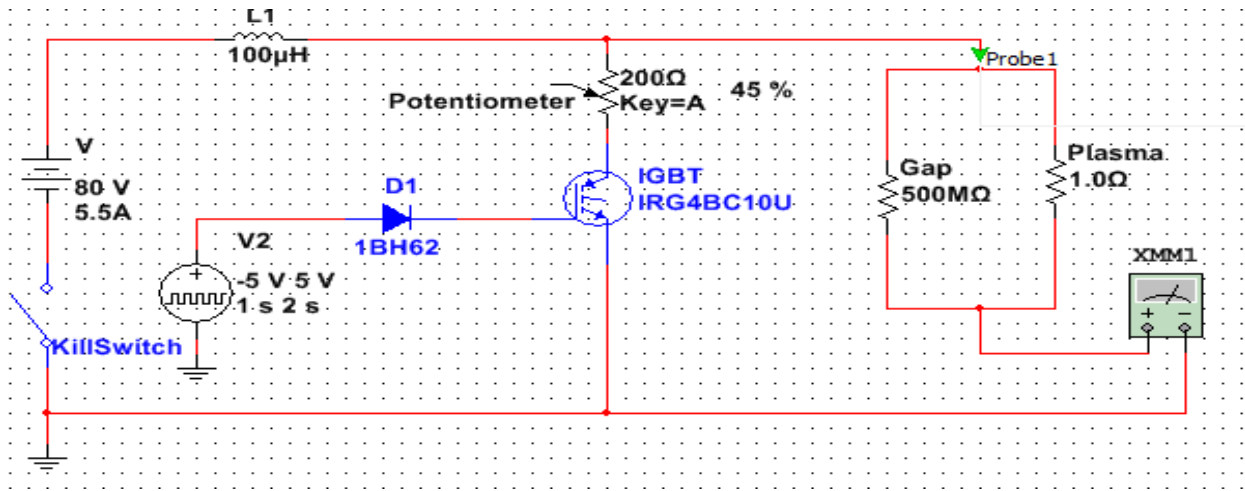 L1
100µH
Probe1
200Ω
Key=A
45 %
Potentiometer
V
80 V
5.5A
Gap
500MΩ
Plasma
1.0Ω
IGBT
IRG4BC10U
D1
1BH62
V2
-5 V 5 V
1 s 2 s
XMM1
KillSwitch